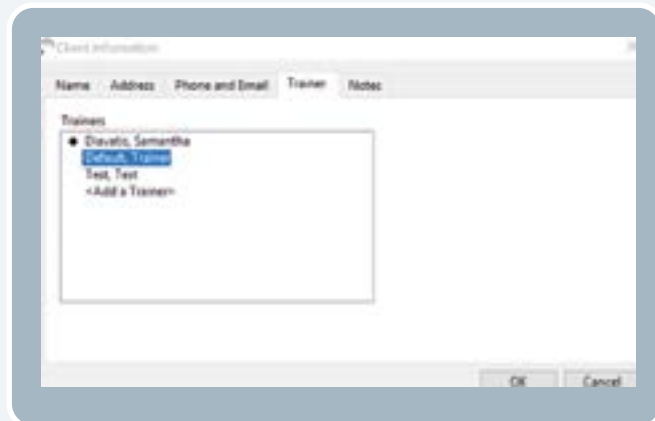 Client Information
Name Address Phone and Email Trainer Notes
Trainers
Diavatis, Samantha
Default, Trainer
Test, Test
<Add a Trainer>
OK Cancel